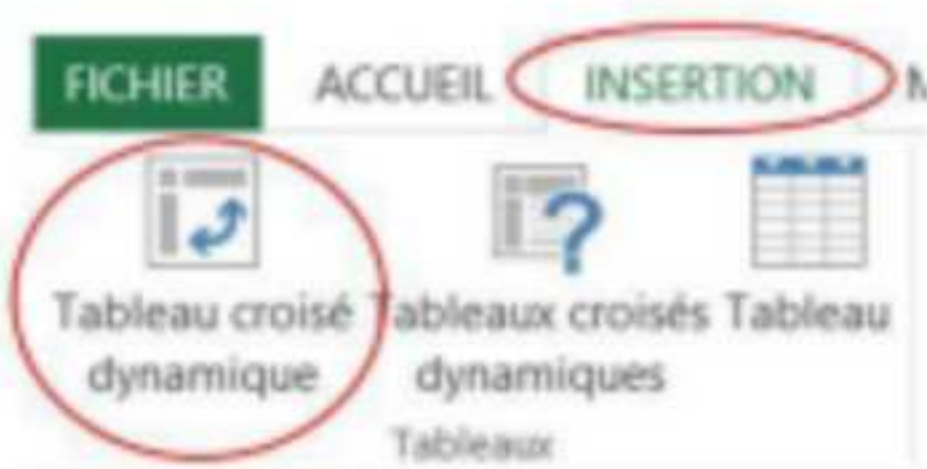 FICHIER ACCUEIL INSERTION M
Tableau croisé Tableaux croisés Tableau
dynamique dynamiques
Tableaux